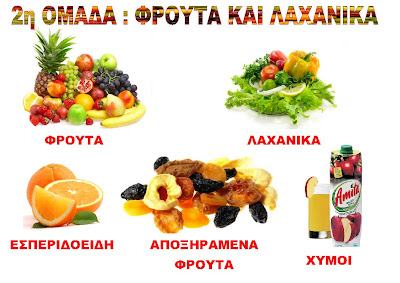 2η ΟΜΑΔΑ : ΦΡΟΥΤΑ ΚΑΙ ΛΑΧΑΝΙΚΑ
ΦΡΟΥΤΑ
ΛΑΧΑΝΙΚΑ
ΕΣΠΕΡΙΔΟΕΙΔΗ
ΑΠΟΞΗΡΑΜΕΝΑ
ΦΡΟΥΤΑ
Amita
ΧΥΜΟΙ